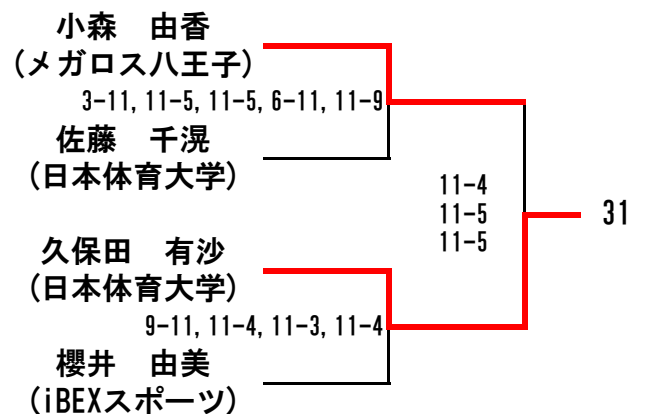 小森　由香
(メガロス八王子)
3-11, 11-5, 11-5, 6-11, 11-9
佐藤　千滉
(日本体育大学)
11-4
11-5
11-5
31
久保田　有沙
(日本体育大学)
9-11, 11-4, 11-3, 11-4
櫻井　由美
(iBEXスポーツ)